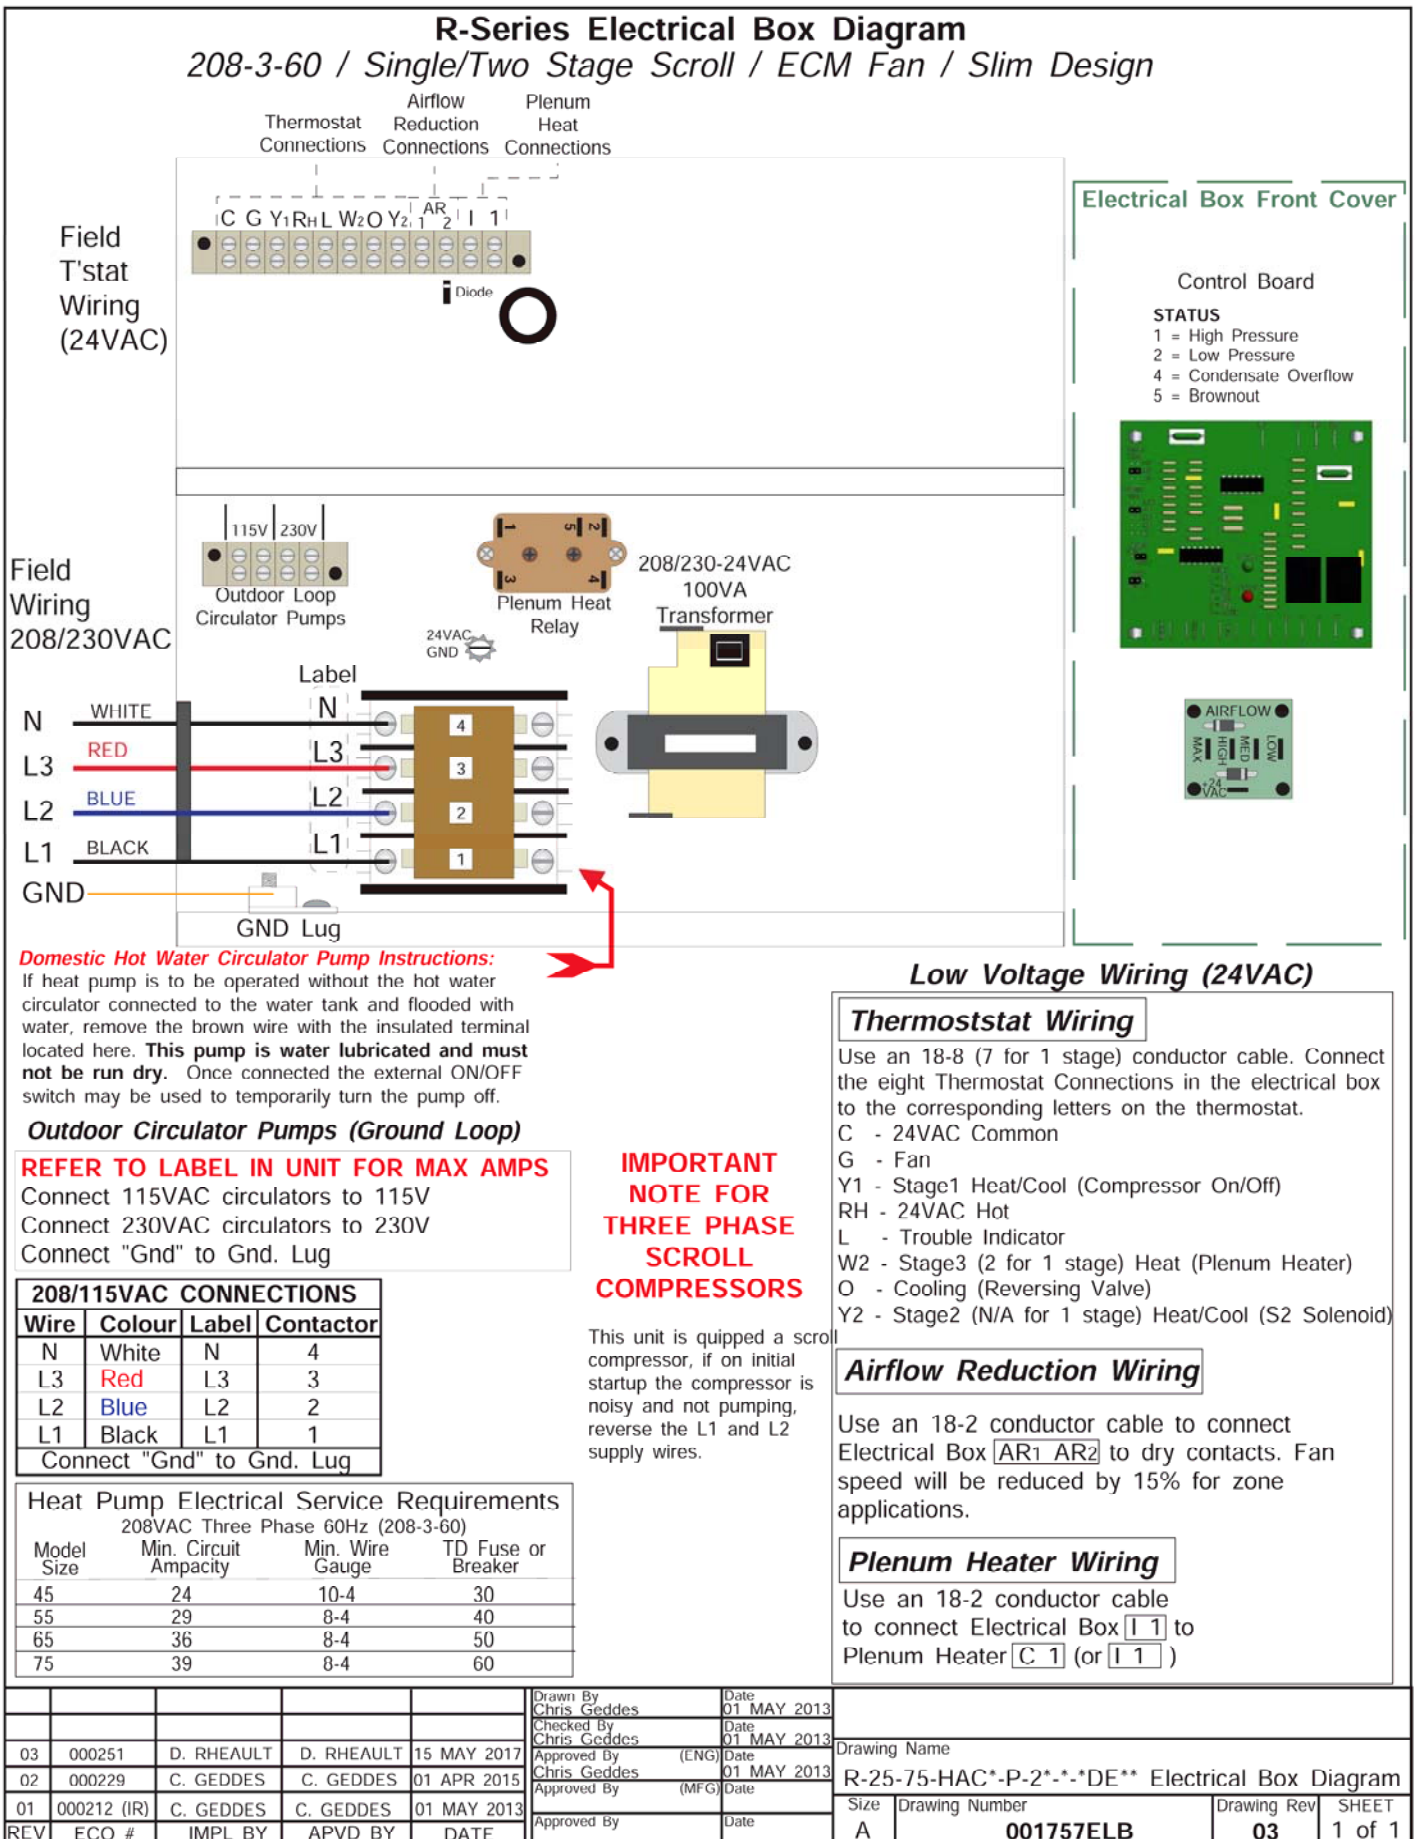 R-Series Electrical Box Diagram
208-3-60 / Single/Two Stage Scroll / ECM Fan / Slim Design
Thermostat
Connections
Airflow
Reduction
Connections
Plenum
Heat
Connections
C G Y1 RH L W2 O Y2 AR 1 2 I 1
Diode
Field
T'stat
Wiring
(24VAC)
Electrical Box Front Cover
Control Board
STATUS
1 = High Pressure
2 = Low Pressure
4 = Condensate Overflow
5 = Brownout
115V 230V
Outdoor Loop
Circulator Pumps
1 5 2
3 4
Plenum Heat
Relay
208/230-24VAC
100VA
Transformer
24VAC
GND
Field
Wiring
208/230VAC
Label
N WHITE N 4
L3 RED L3 3
L2 BLUE L2 2
L1 BLACK L1 1
GND
GND Lug
AIRFLOW
MAX HIGH MED LOW
+24
VAC
Domestic Hot Water Circulator Pump Instructions:
If heat pump is to be operated without the hot water
circulator connected to the water tank and flooded with
water, remove the brown wire with the insulated terminal
located here. This pump is water lubricated and must
not be run dry. Once connected the external ON/OFF
switch may be used to temporarily turn the pump off.
Outdoor Circulator Pumps (Ground Loop)
REFER TO LABEL IN UNIT FOR MAX AMPS
Connect 115VAC circulators to 115V
Connect 230VAC circulators to 230V
Connect "Gnd" to Gnd. Lug
208/115VAC CONNECTIONS
Wire Colour Label Contactor
N White N 4
L3 Red L3 3
L2 Blue L2 2
L1 Black L1 1
Connect "Gnd" to Gnd. Lug
Heat Pump Electrical Service Requirements
208VAC Three Phase 60Hz (208-3-60)
Model Size Min. Circuit Ampacity Min. Wire Gauge TD Fuse or Breaker
45 24 10-4 30
55 29 8-4 40
65 36 8-4 50
75 39 8-4 60
IMPORTANT
NOTE FOR
THREE PHASE
SCROLL
COMPRESSORS
This unit is quipped a scroll
compressor, if on initial
startup the compressor is
noisy and not pumping,
reverse the L1 and L2
supply wires.
Low Voltage Wiring (24VAC)
Thermoststat Wiring
Use an 18-8 (7 for 1 stage) conductor cable. Connect
the eight Thermostat Connections in the electrical box
to the corresponding letters on the thermostat.
C - 24VAC Common
G - Fan
Y1 - Stage1 Heat/Cool (Compressor On/Off)
RH - 24VAC Hot
L - Trouble Indicator
W2 - Stage3 (2 for 1 stage) Heat (Plenum Heater)
O - Cooling (Reversing Valve)
Y2 - Stage2 (N/A for 1 stage) Heat/Cool (S2 Solenoid)
Airflow Reduction Wiring
Use an 18-2 conductor cable to connect
Electrical Box AR1 AR2 to dry contacts. Fan
speed will be reduced by 15% for zone
applications.
Plenum Heater Wiring
Use an 18-2 conductor cable
to connect Electrical Box I 1 to
Plenum Heater C 1 (or I 1 )
03 000251 D. RHEAULT D. RHEAULT 15 MAY 2017
02 000229 C. GEDDES C. GEDDES 01 APR 2015
01 000212 (IR) C. GEDDES C. GEDDES 01 MAY 2013
REV ECO # IMPL BY APVD BY DATE
Drawn By Date
Chris Geddes 01 MAY 2013
Checked By Date
Chris Geddes 01 MAY 2013
Approved By (ENG) Date
Chris Geddes 01 MAY 2013
Approved By (MFG) Date
Approved By Date
Drawing Name
R-25-75-HAC*-P-2*-*-*DE** Electrical Box Diagram
Size Drawing Number Drawing Rev SHEET
A 001757ELB 03 1 of 1